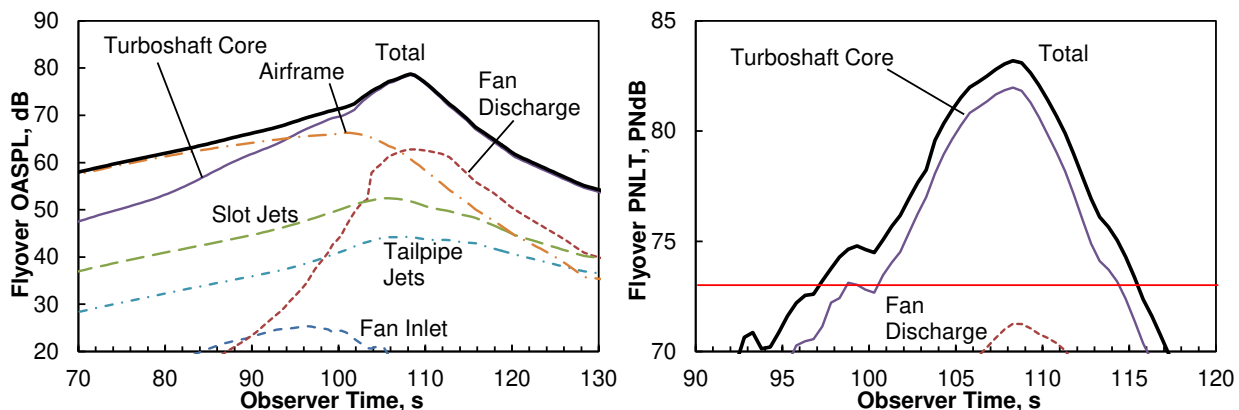 Flyover OASPL, dB
90
80
70
60
50
40
30
20
Turboshaft Core
Airframe
Total
Fan
Discharge
Slot Jets
Tailpipe
Jets
Fan Inlet
70 80 90 100 110 120 130
Observer Time, s
Flyover PNLT, PNdB
85
80
75
70
Turboshaft Core
Total
Fan
Discharge
90 95 100 105 110 115 120
Observer Time, s